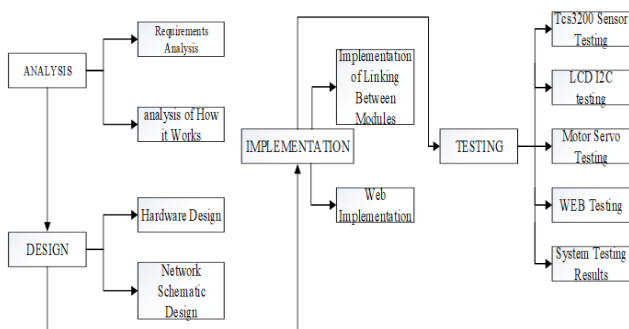 ANALYSIS
Requirements
Analysis
analysis of How
it Works
DESIGN
Hardware Design
Network
Schematic
Design
IMPLEMENTATION
Implementation
of Linking
Between
Modules
Web
Implementation
TESTING
Tcs3200 Sensor
Testing
LCD I2C
testing
Motor Servo
Testing
WEB Testing
System Testing
Results